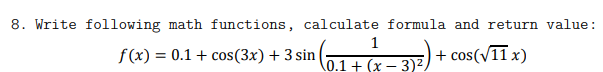 8. Write following math functions, calculate formula and return value:
f(x) = 0.1 + cos(3x) + 3 sin(1/(0.1 + (x − 3)²)) + cos(√11 x)